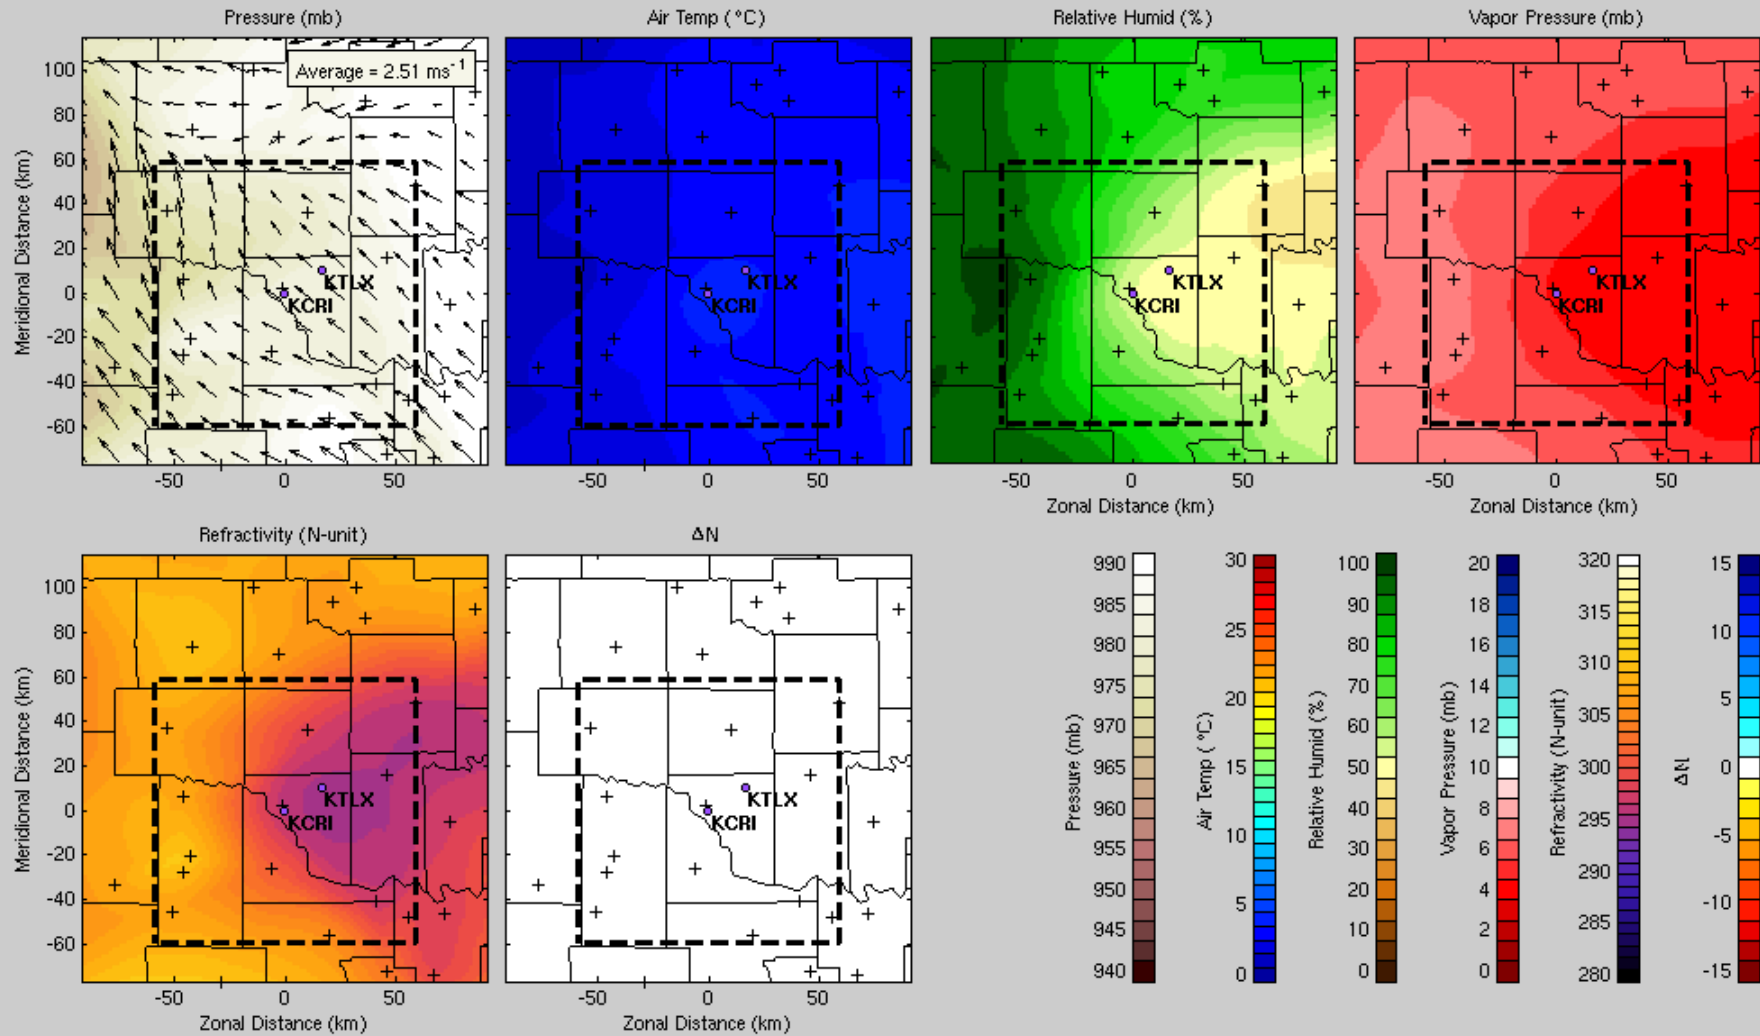 Pressure (mb)
Air Temp (°C)
Relative Humid (%)
Vapor Pressure (mb)
Average = 2.51 ms⁻¹
Meridional Distance (km)
100
80
60
40
20
0
-20
-40
-60
KTLX
KCRI
KTLX
KCRI
KTLX
KCRI
KTLX
KCRI
-50 0 50
-50 0 50
-50 0 50
-50 0 50
Zonal Distance (km)
Zonal Distance (km)
Refractivity (N-unit)
ΔN
Meridional Distance (km)
100
80
60
40
20
0
-20
-40
-60
KTLX
KCRI
KTLX
KCRI
-50 0 50
-50 0 50
Zonal Distance (km)
Zonal Distance (km)
Pressure (mb)
990
985
980
975
970
965
960
955
950
945
940
Air Temp (°C)
30
25
20
15
10
5
0
Relative Humid (%)
100
90
80
70
60
50
40
30
20
10
0
Vapor Pressure (mb)
20
18
16
14
12
10
8
6
4
2
0
Refractivity (N-unit)
320
315
310
305
300
295
290
285
280
ΔN
15
10
5
0
-5
-10
-15